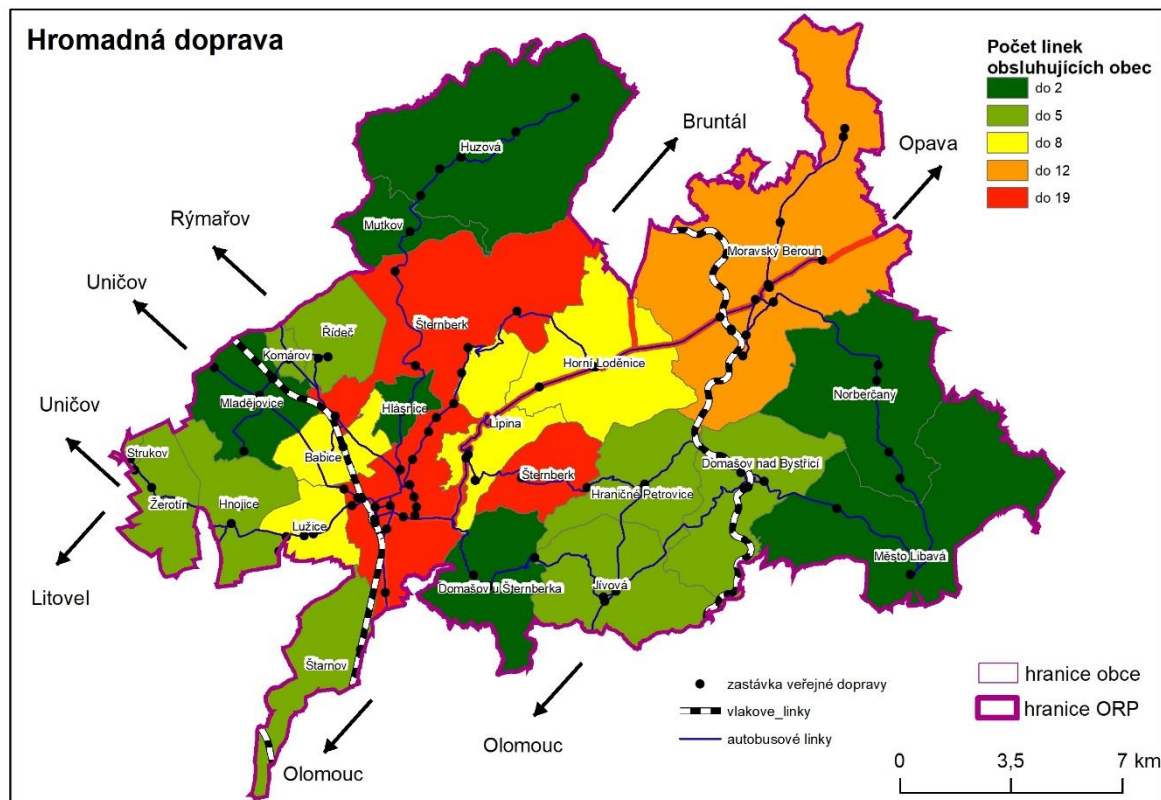 Hromadná doprava
Počet linek
obsluhujících obec
do 2
do 5
do 8
do 12
do 19
Bruntál
Opava
Huzová
Mutkov
Rýmařov
Moravský Beroun
Uničov
Řídeč
Šternberk
Komárov
Horní Loděnice
Mladějovice
Hlásnice
Norberčany
Uničov
Lipina
Strukov
Babice
Šternberk
Domašov nad Bystřicí
Žerotín
Hnojice
Hraničné Petrovice
Lužice
Město Libavá
Litovel
Domašov u Šternberka
Jívová
Štarnov
zastávka veřejné dopravy
vlakove_linky
autobusové linky
hranice obce
hranice ORP
Olomouc
Olomouc
0 3,5 7 km